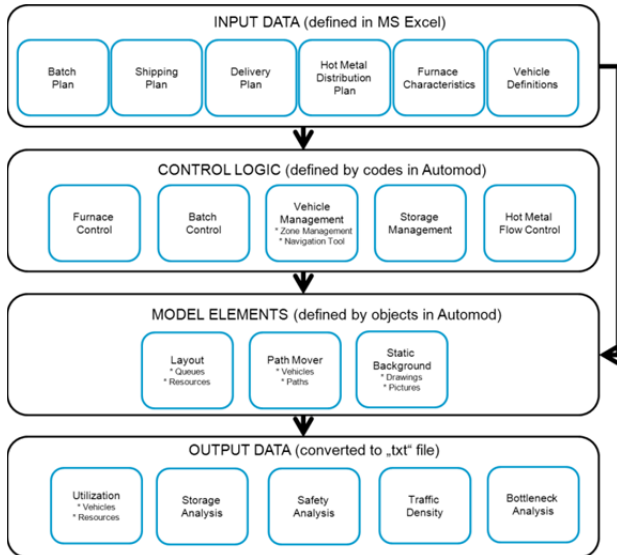 INPUT DATA (defined in MS Excel)
Batch
Plan
Shipping
Plan
Delivery
Plan
Hot Metal
Distribution
Plan
Furnace
Characteristics
Vehicle
Definitions
CONTROL LOGIC (defined by codes in Automod)
Furnace
Control
Batch
Control
Vehicle
Management
* Zone Management
* Navigation Tool
Storage
Management
Hot Metal
Flow Control
MODEL ELEMENTS (defined by objects in Automod)
Layout
* Queues
* Resources
Path Mover
* Vehicles
* Paths
Static
Background
* Drawings
* Pictures
OUTPUT DATA (converted to „txt“ file)
Utilization
* Vehicles
* Resources
Storage
Analysis
Safety
Analysis
Traffic
Density
Bottleneck
Analysis